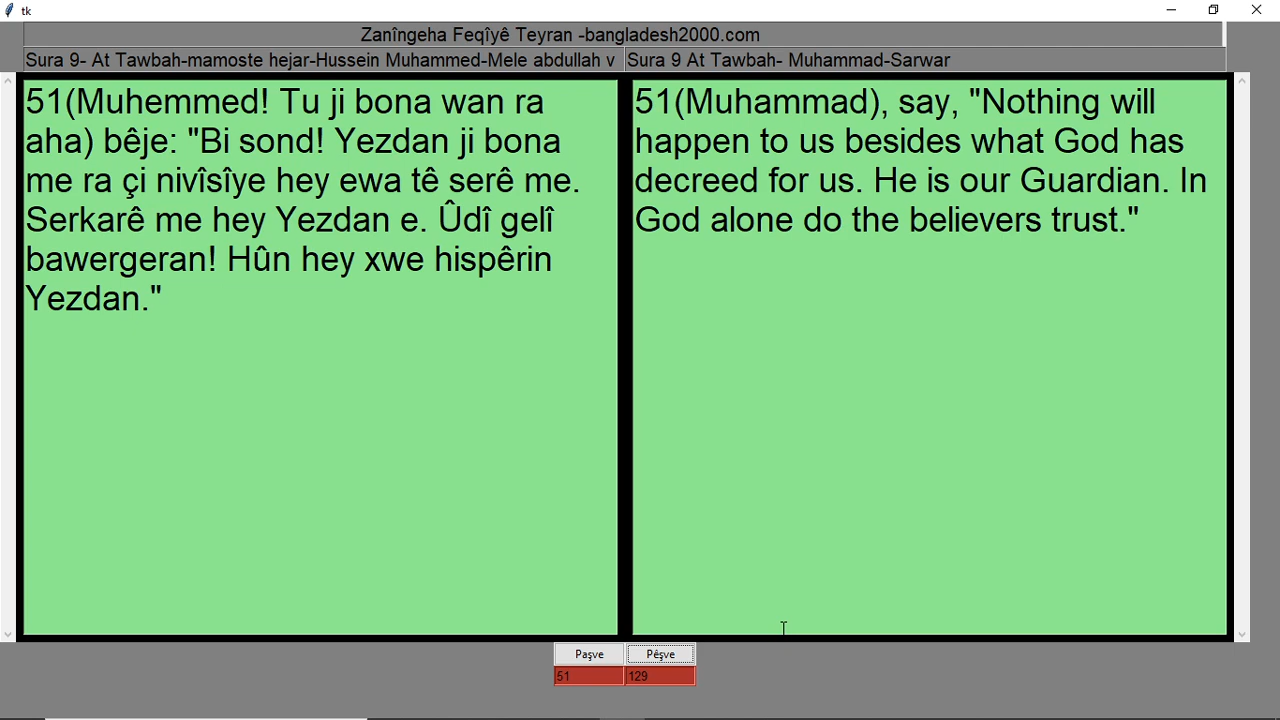 tk
Zanîngeha Feqîyê Teyran -bangladesh2000.com
Sura 9- At Tawbah-mamoste hejar-Hussein Muhammed-Mele abdullah v
Sura 9 At Tawbah- Muhammad-Sarwar
51(Muhemmed! Tu ji bona wan ra
aha) bêje: "Bi sond! Yezdan ji bona
me ra çi nivîsîye hey ewa tê serê me.
Serkarê me hey Yezdan e. Ûdî gelî
bawergeran! Hûn hey xwe hispêrin
Yezdan."
51(Muhammad), say, "Nothing will
happen to us besides what God has
decreed for us. He is our Guardian. In
God alone do the believers trust."
Paşve
Pêşve
51
129